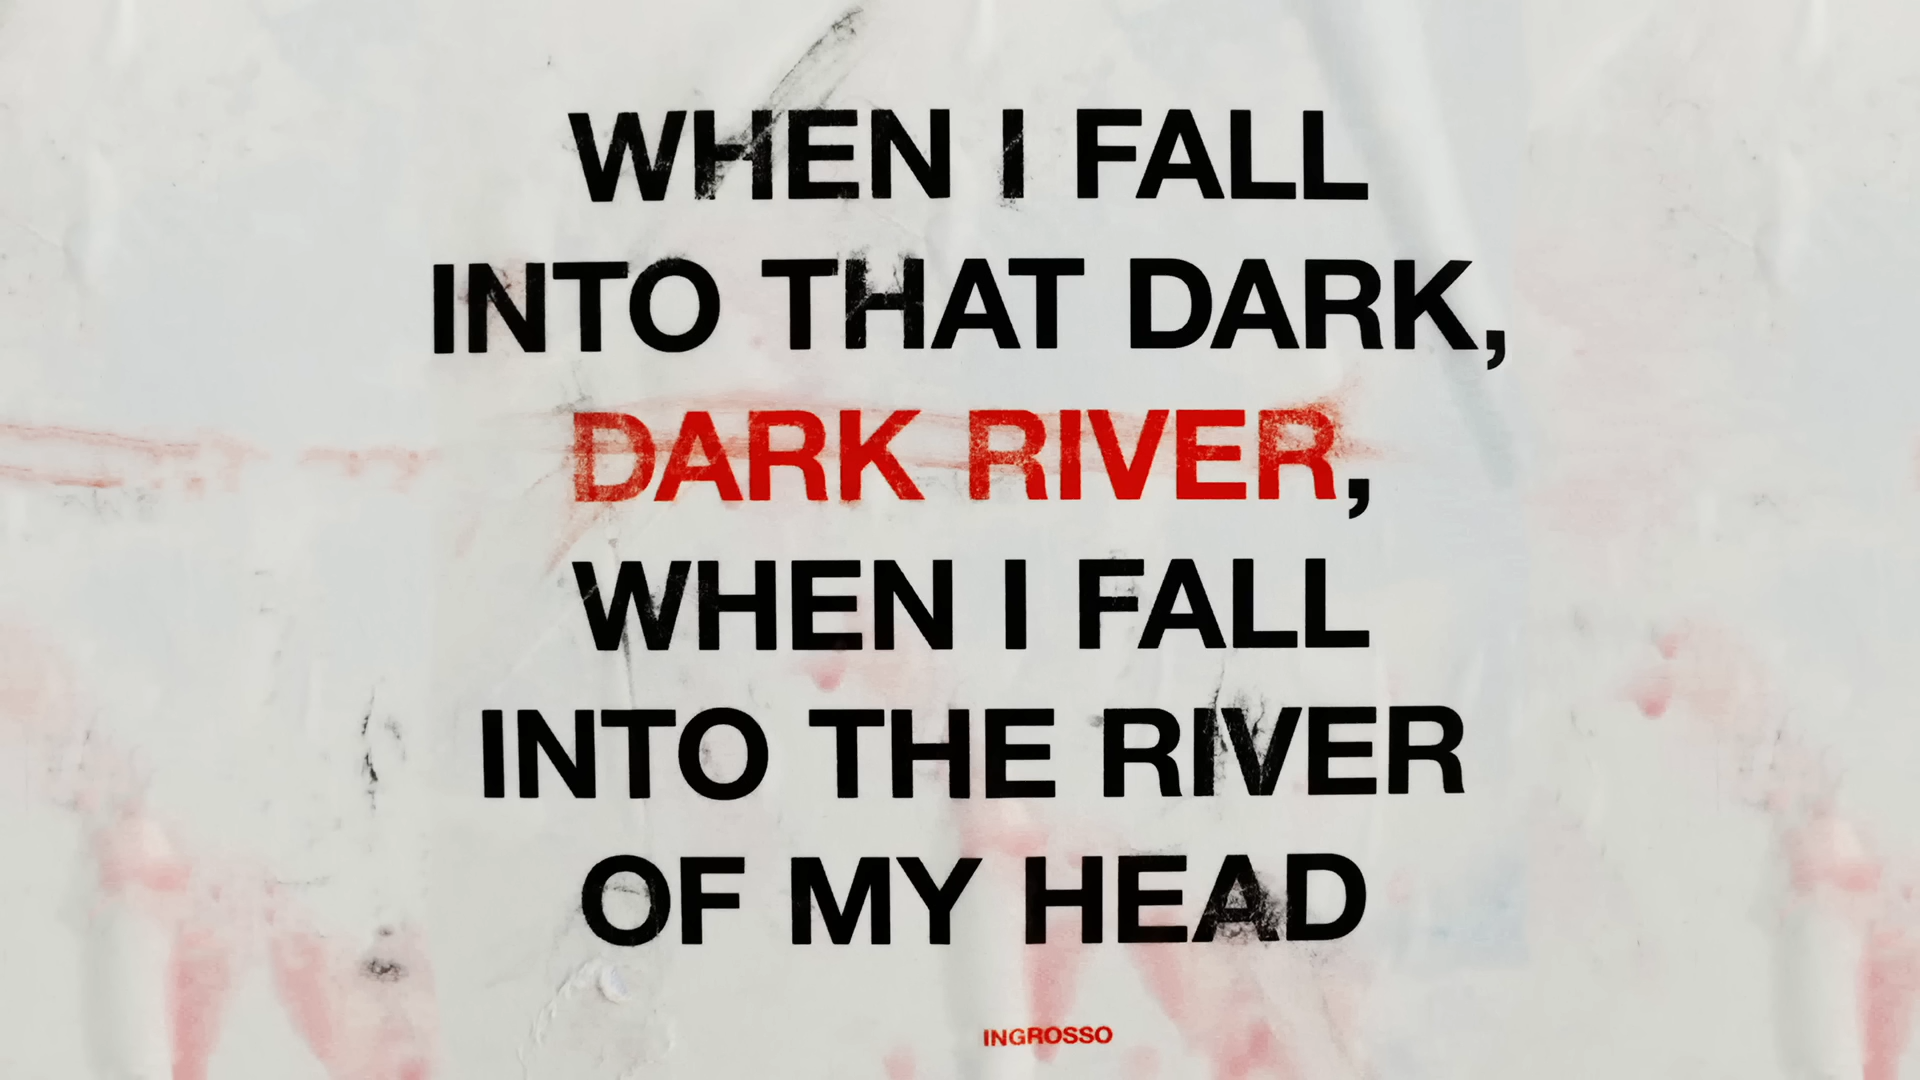 WHEN I FALL
INTO THAT DARK,
DARK RIVER,
WHEN I FALL
INTO THE RIVER
OF MY HEAD
INGROSSO